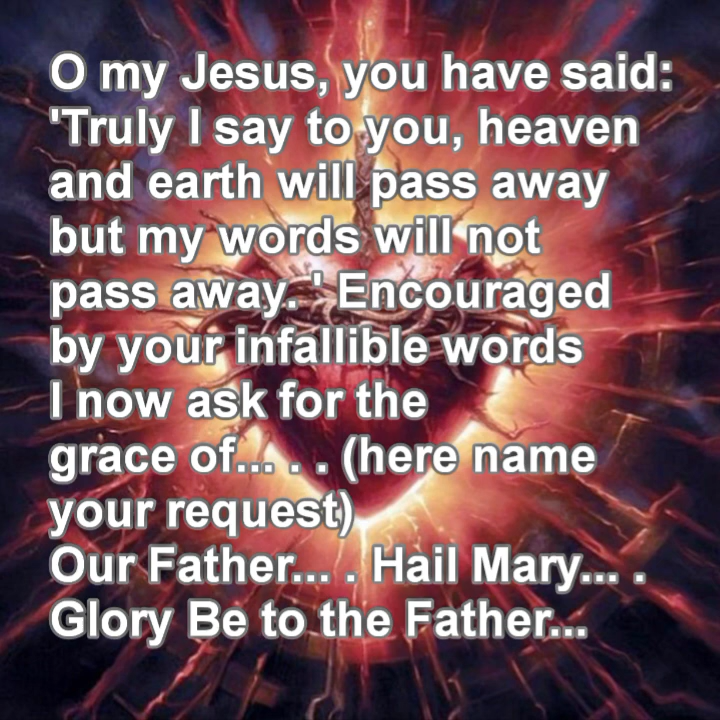 O my Jesus, you have said:
'Truly I say to you, heaven
and earth will pass away
but my words will not
pass away. ' Encouraged
by your infallible words
I now ask for the
grace of... . . (here name
your request)
Our Father... . Hail Mary... .
Glory Be to the Father...